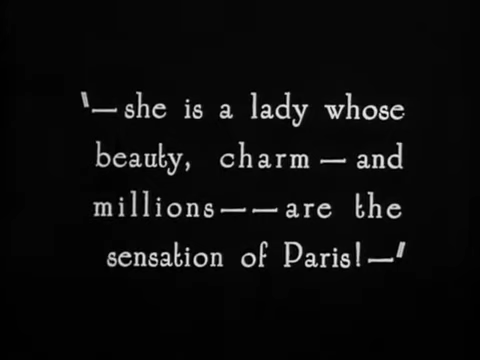 "—she is a lady whose
beauty, charm — and
millions — — are the
sensation of Paris!—"